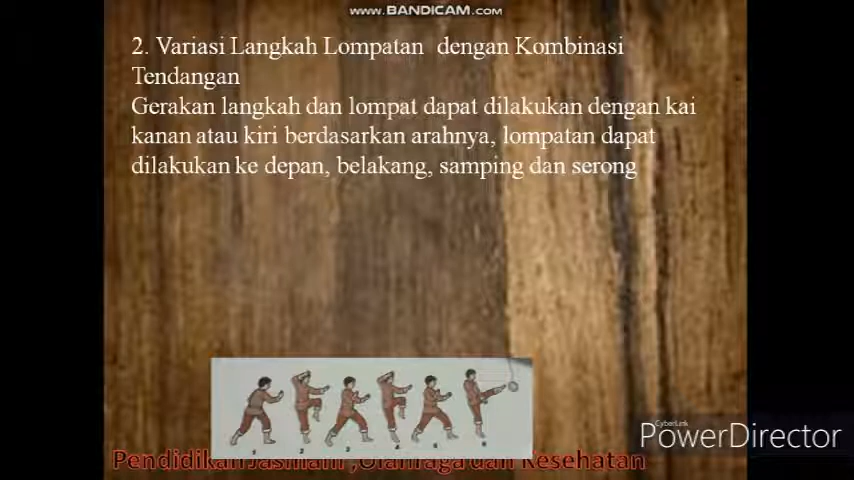 www.BANDICAM.com
2. Variasi Langkah Lompatan dengan Kombinasi
Tendangan
Gerakan langkah dan lompat dapat dilakukan dengan kai
kanan atau kiri berdasarkan arahnya, lompatan dapat
dilakukan ke depan, belakang, samping dan serong
CyberLink
PowerDirector
Pendidikan Jasmani ,Olahraga dan Kesehatan